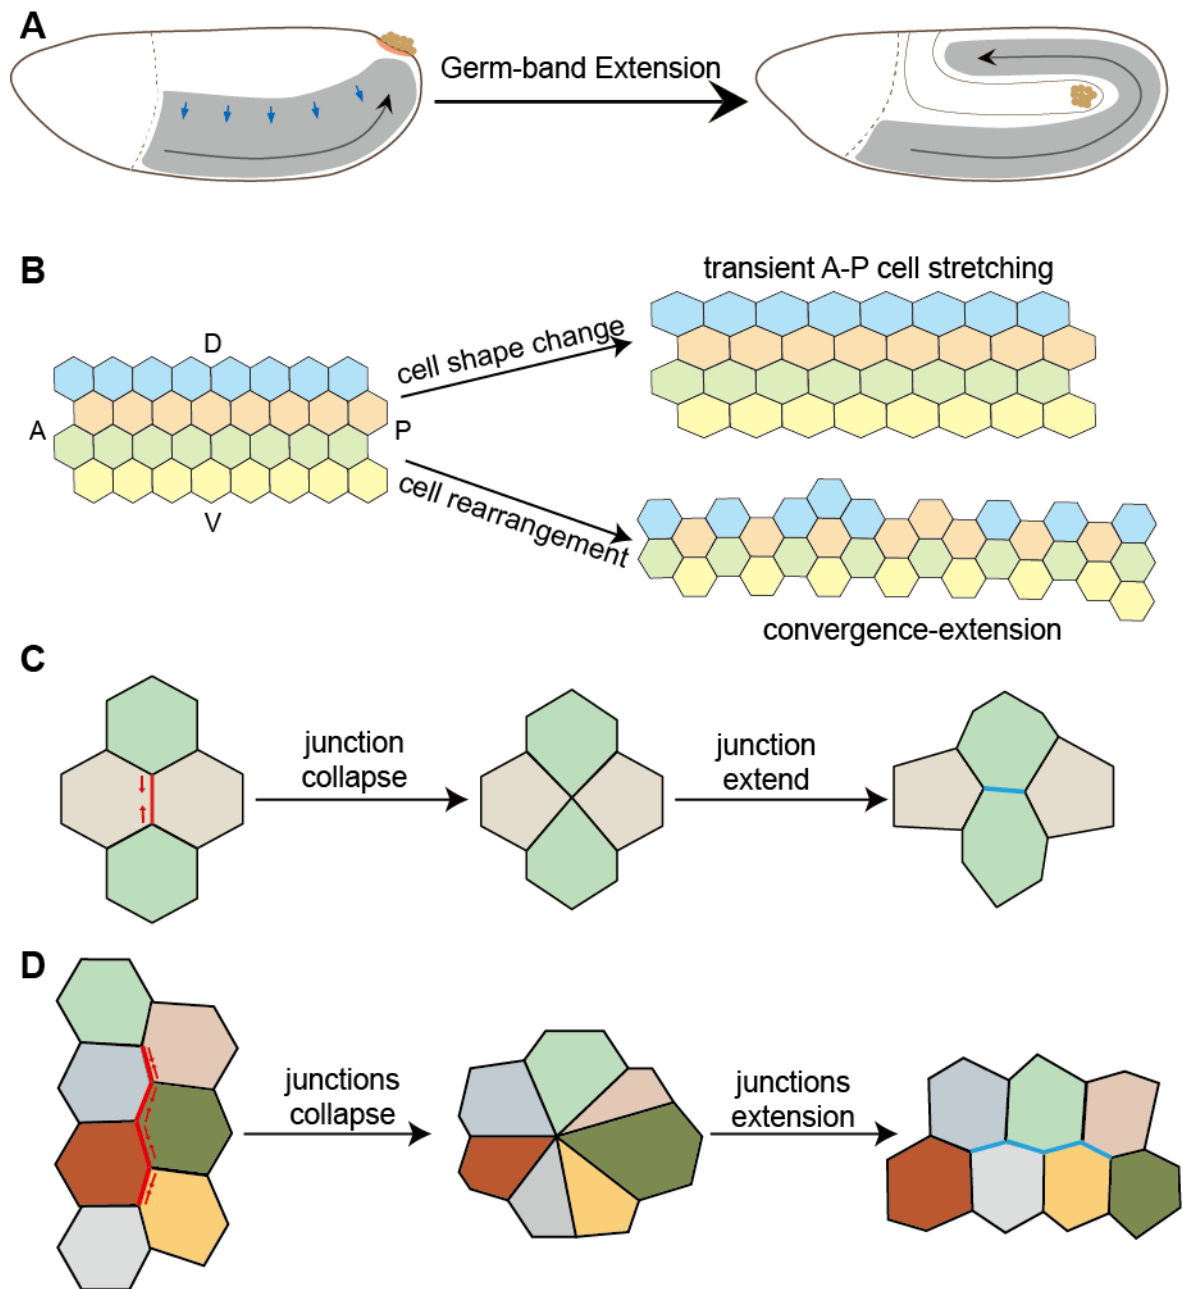 A
Germ-band Extension
B
transient A-P cell stretching
D
cell shape change
A
P
cell rearrangement
V
convergence-extension
C
junction
collapse
junction
extend
D
junctions
collapse
junctions
extension